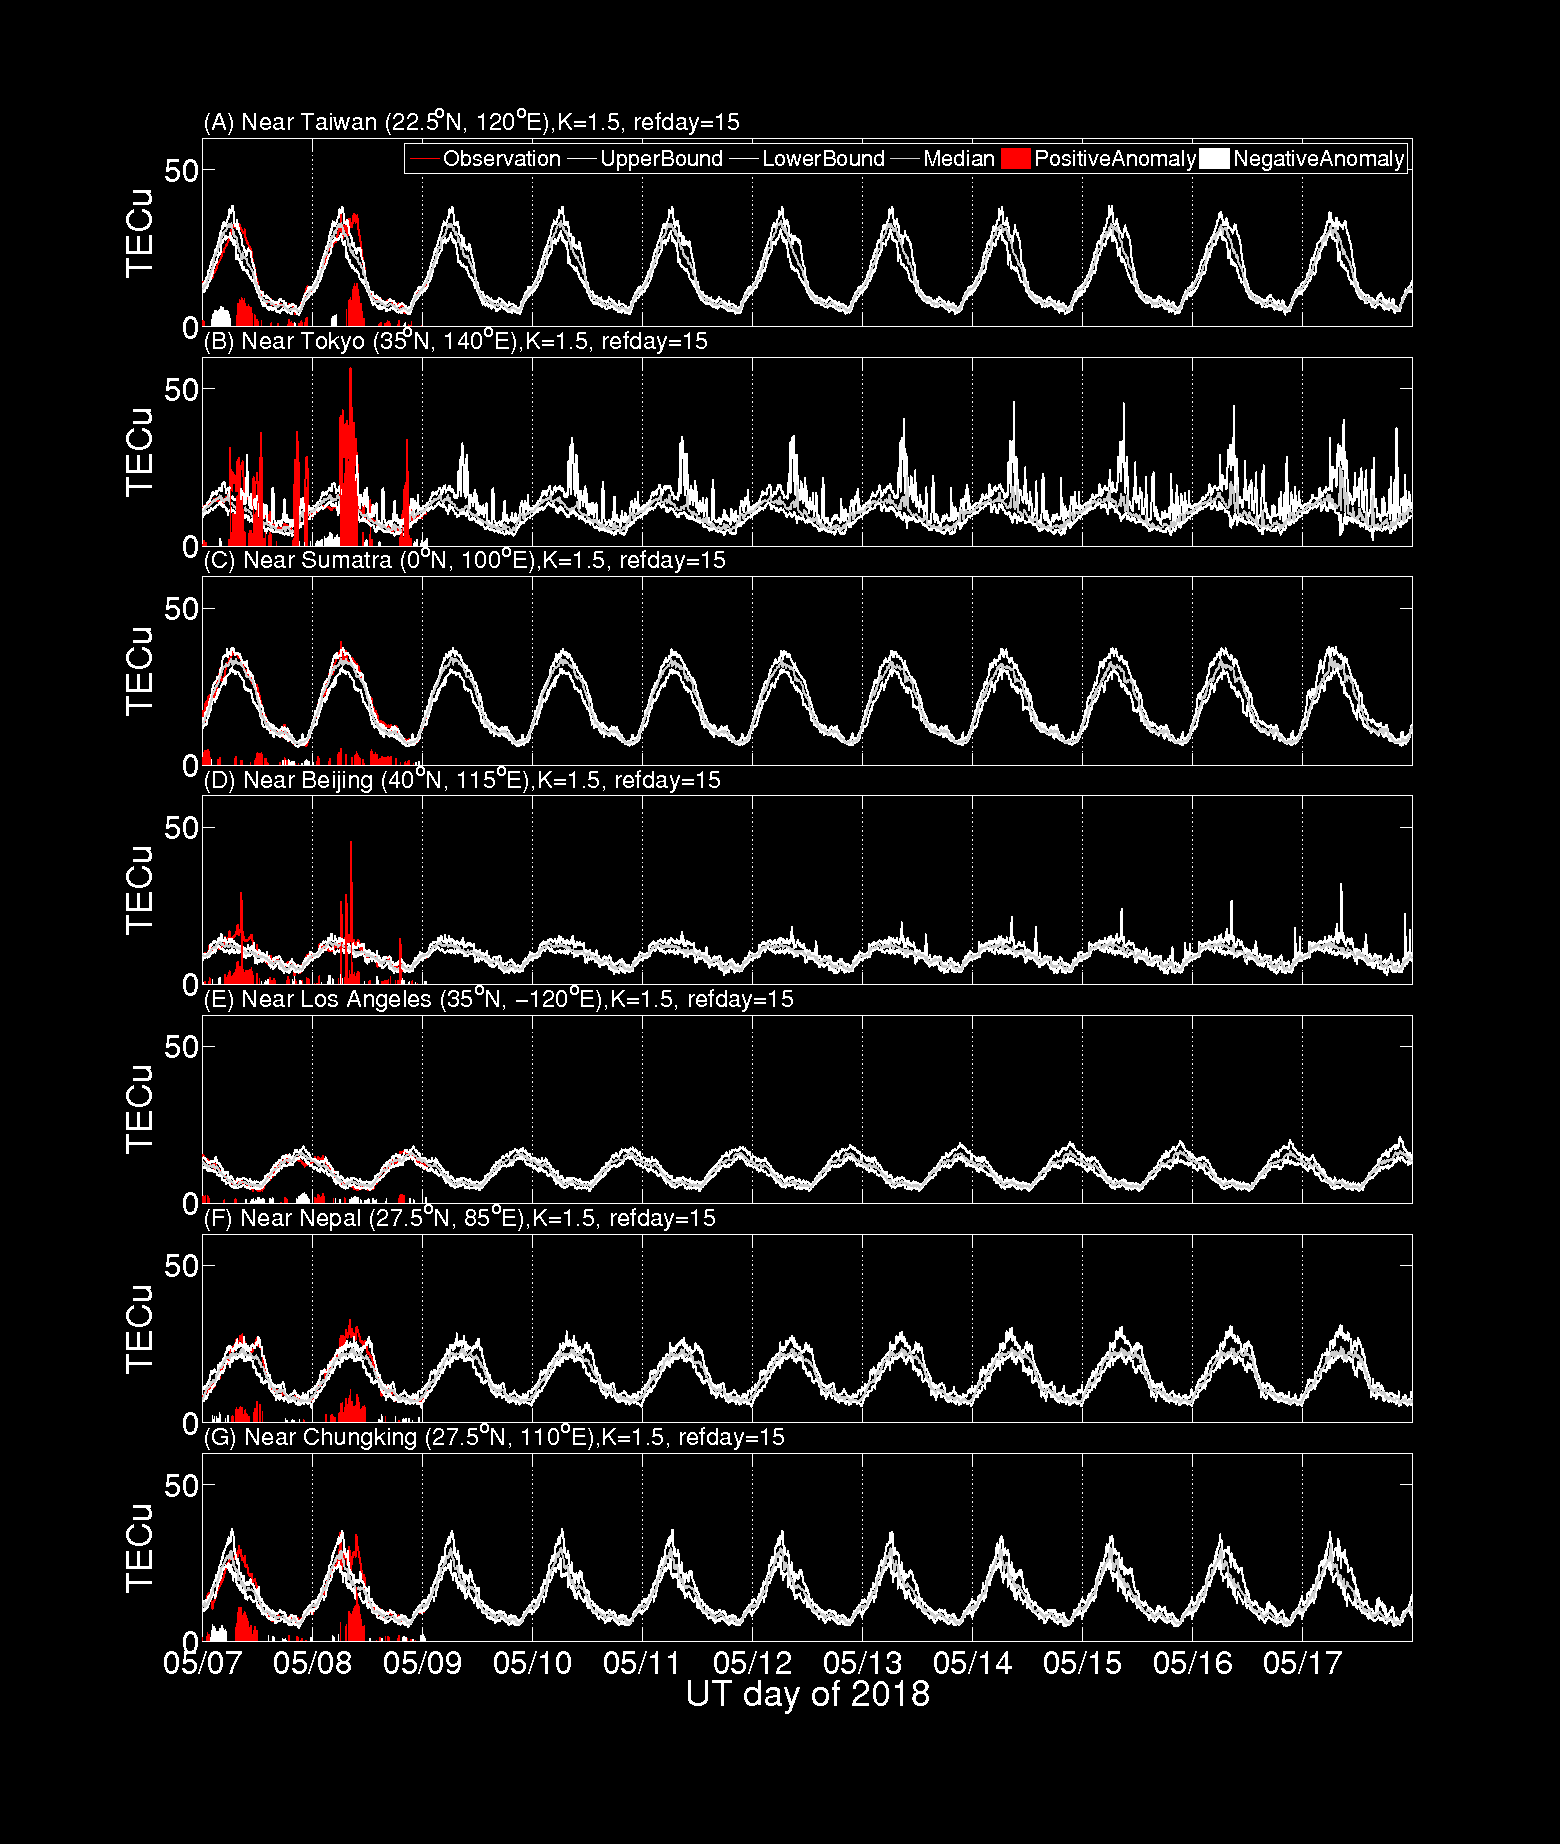 (A) Near Taiwan (22.5°N, 120°E),K=1.5, refday=15
Observation UpperBound LowerBound Median PositiveAnomaly NegativeAnomaly
50
TECu
0
(B) Near Tokyo (35°N, 140°E),K=1.5, refday=15
50
TECu
0
(C) Near Sumatra (0°N, 100°E),K=1.5, refday=15
50
TECu
0
(D) Near Beijing (40°N, 115°E),K=1.5, refday=15
50
TECu
0
(E) Near Los Angeles (35°N, −120°E),K=1.5, refday=15
50
TECu
0
(F) Near Nepal (27.5°N, 85°E),K=1.5, refday=15
50
TECu
0
(G) Near Chungking (27.5°N, 110°E),K=1.5, refday=15
50
TECu
0
05/07 05/08 05/09 05/10 05/11 05/12 05/13 05/14 05/15 05/16 05/17
UT day of 2018